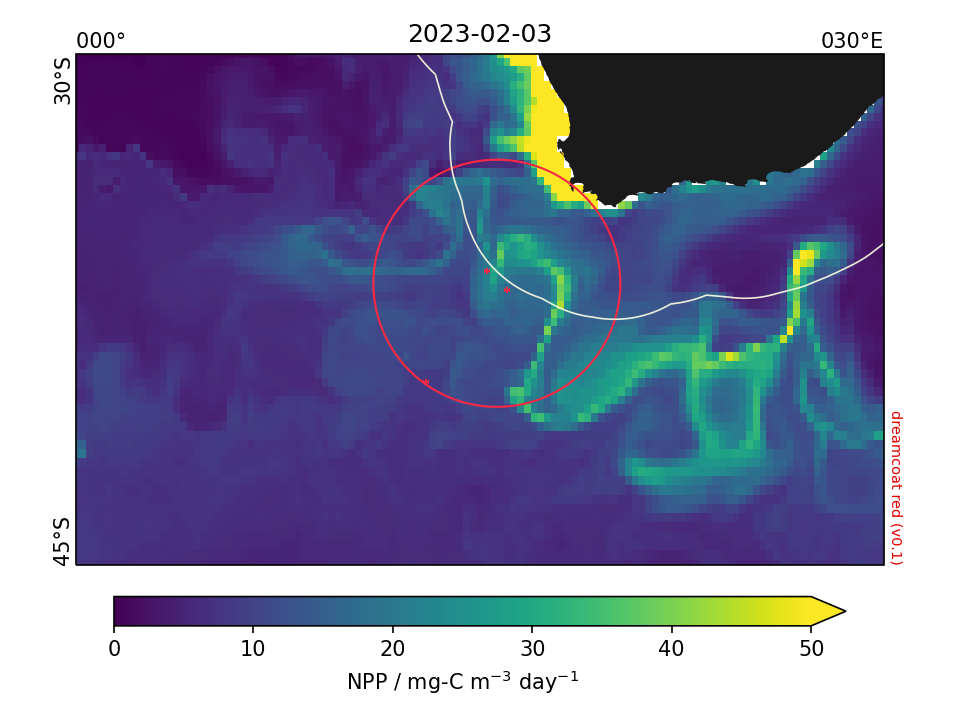 2023-02-03
000°
030°E
30°S
45°S
dreamcoat red (v0.1)
0 10 20 30 40 50
NPP / mg-C m⁻³ day⁻¹